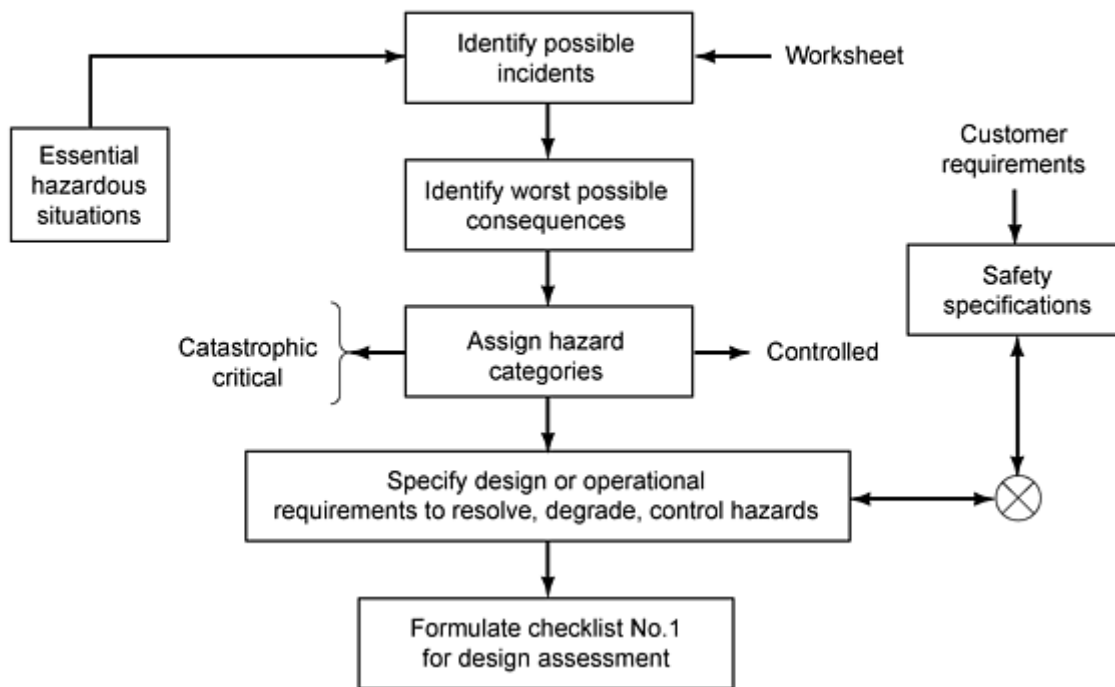 Identify possible
incidents
Worksheet
Essential
hazardous
situations
Customer
requirements
Identify worst possible
consequences
Safety
specifications
Catastrophic
critical
Assign hazard
categories
Controlled
Specify design or operational
requirements to resolve, degrade, control hazards
Formulate checklist No.1
for design assessment